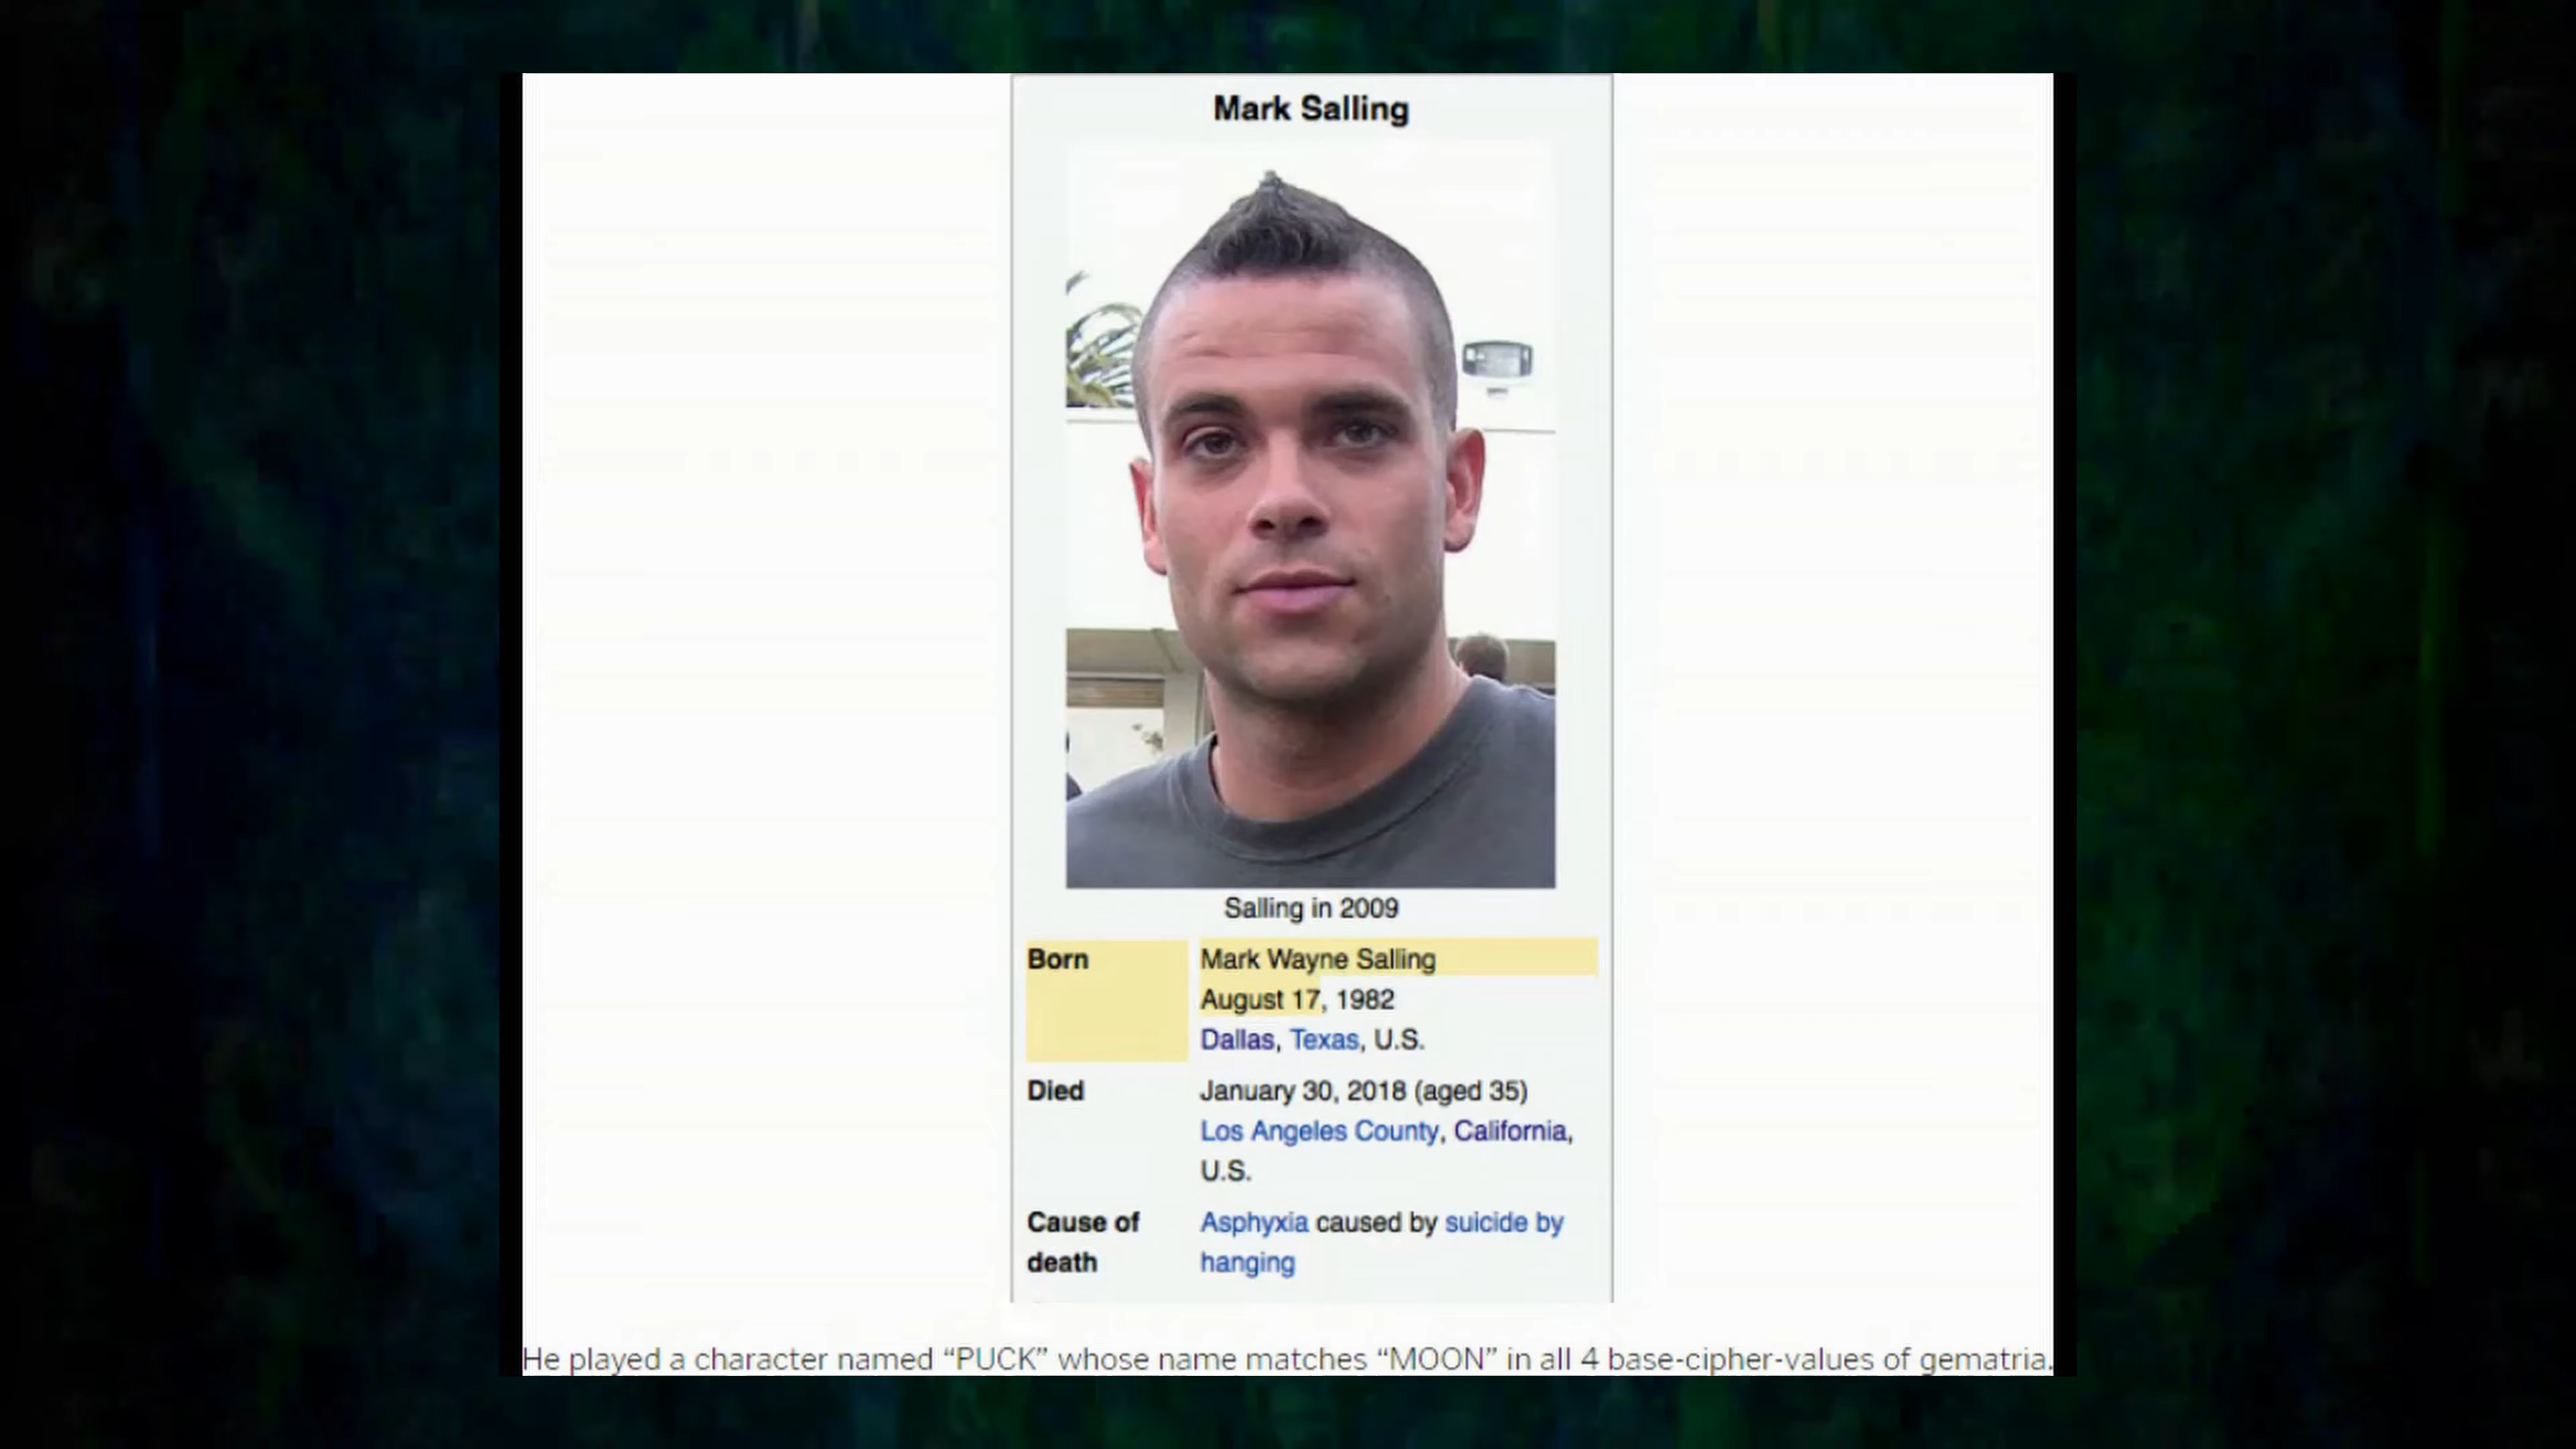 Mark Salling
Salling in 2009
Born Mark Wayne Salling
August 17, 1982
Dallas, Texas, U.S.
Died January 30, 2018 (aged 35)
Los Angeles County, California,
U.S.
Cause of Asphyxia caused by suicide by
death hanging
He played a character named “PUCK” whose name matches “MOON” in all 4 base-cipher-values of gematria.